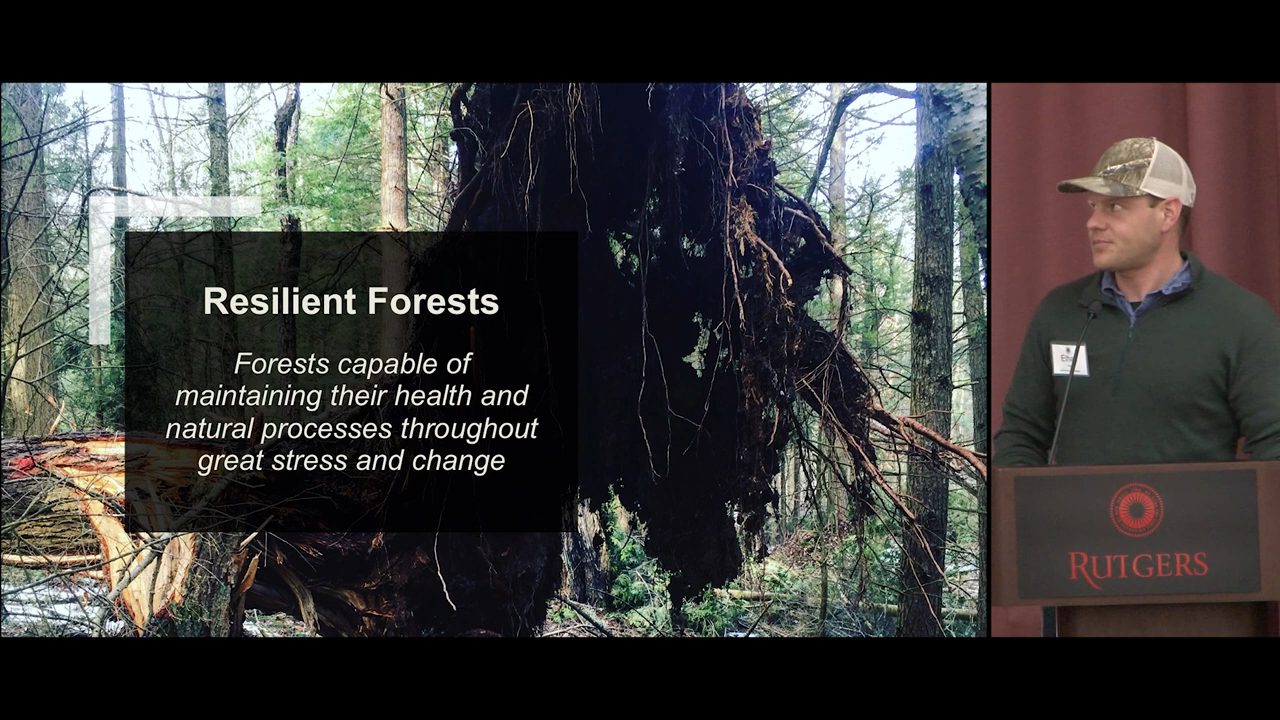 Resilient Forests
Forests capable of
maintaining their health and
natural processes throughout
great stress and change
RUTGERS